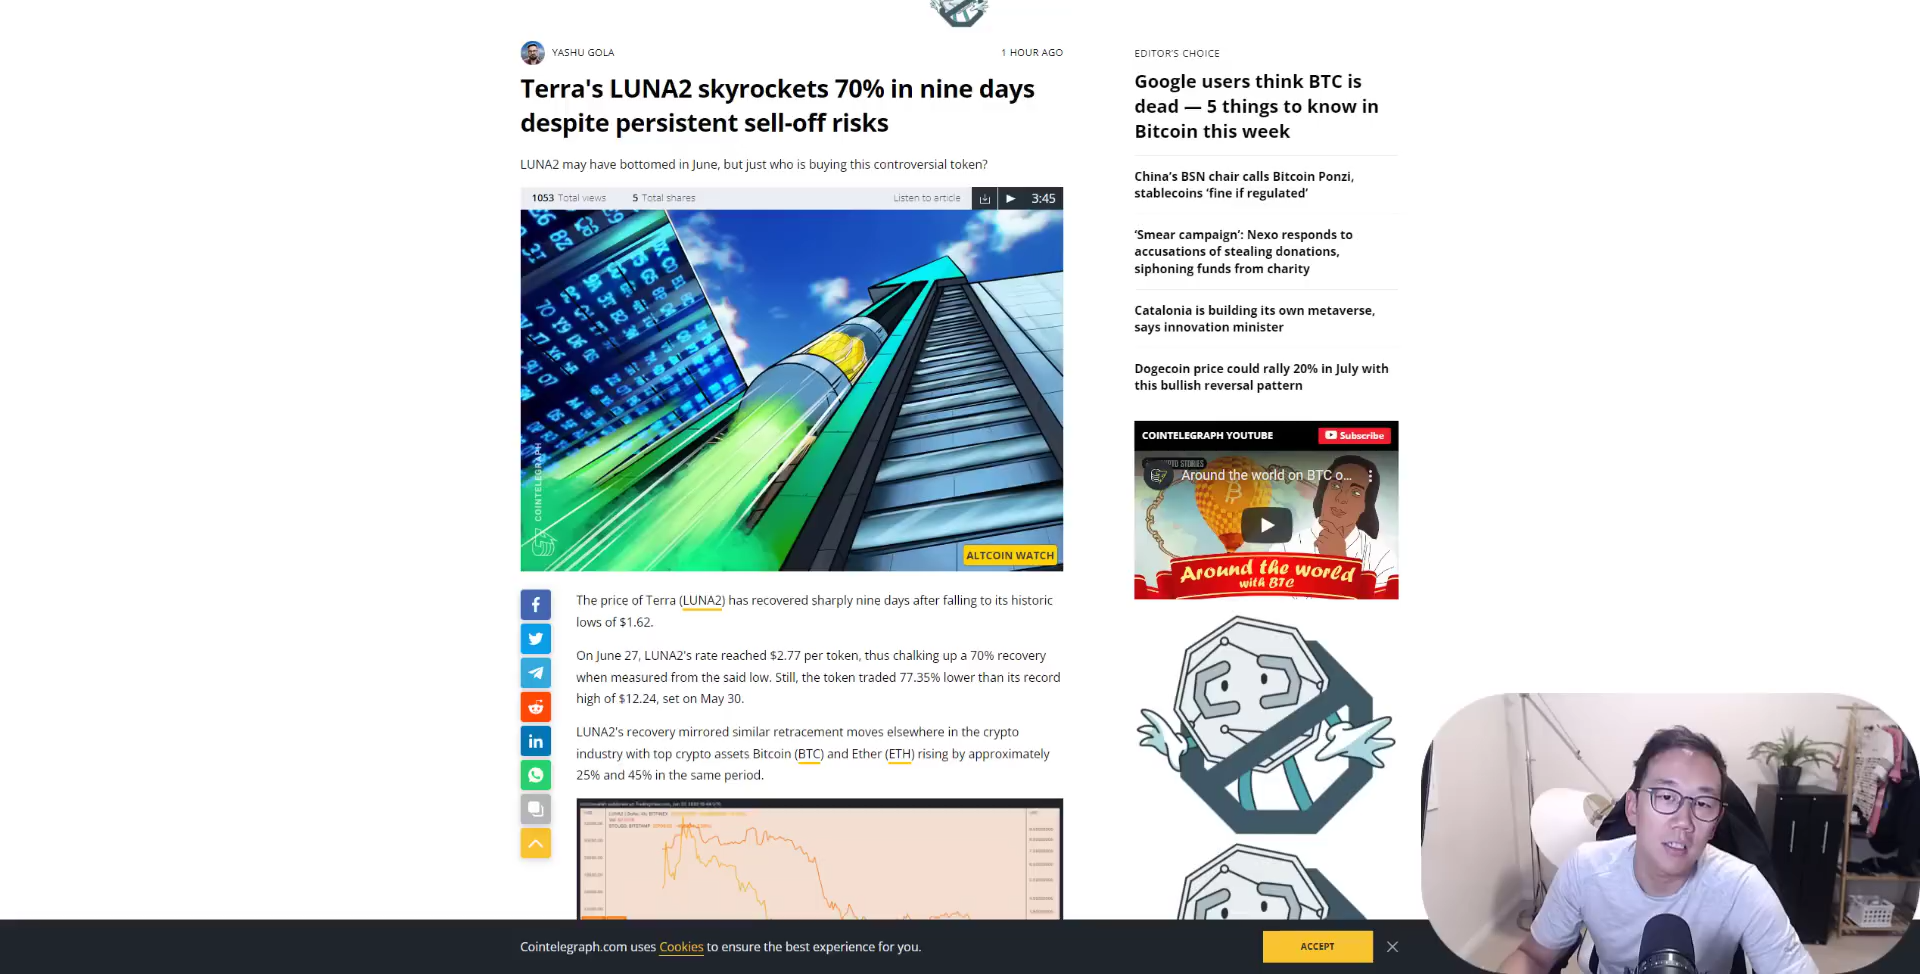 YASHU GOLA
1 HOUR AGO
Terra's LUNA2 skyrockets 70% in nine days
despite persistent sell-off risks
LUNA2 may have bottomed in June, but just who is buying this controversial token?
1053 Total views
5 Total shares
Listen to article
3:45
COINTELEGRAPH
ALTCOIN WATCH
The price of Terra (LUNA2) has recovered sharply nine days after falling to its historic
lows of $1.62.
On June 27, LUNA2's rate reached $2.77 per token, thus chalking up a 70% recovery
when measured from the said low. Still, the token traded 77.35% lower than its record
high of $12.24, set on May 30.
LUNA2's recovery mirrored similar retracement moves elsewhere in the crypto
industry with top crypto assets Bitcoin (BTC) and Ether (ETH) rising by approximately
25% and 45% in the same period.
EDITOR'S CHOICE
Google users think BTC is
dead — 5 things to know in
Bitcoin this week
China’s BSN chair calls Bitcoin Ponzi,
stablecoins ‘fine if regulated’
‘Smear campaign’: Nexo responds to
accusations of stealing donations,
siphoning funds from charity
Catalonia is building its own metaverse,
says innovation minister
Dogecoin price could rally 20% in July with
this bullish reversal pattern
COINTELEGRAPH YOUTUBE
Subscribe
Around the world on BTC o...
Around the world
with BTC
Cointelegraph.com uses Cookies to ensure the best experience for you.
ACCEPT